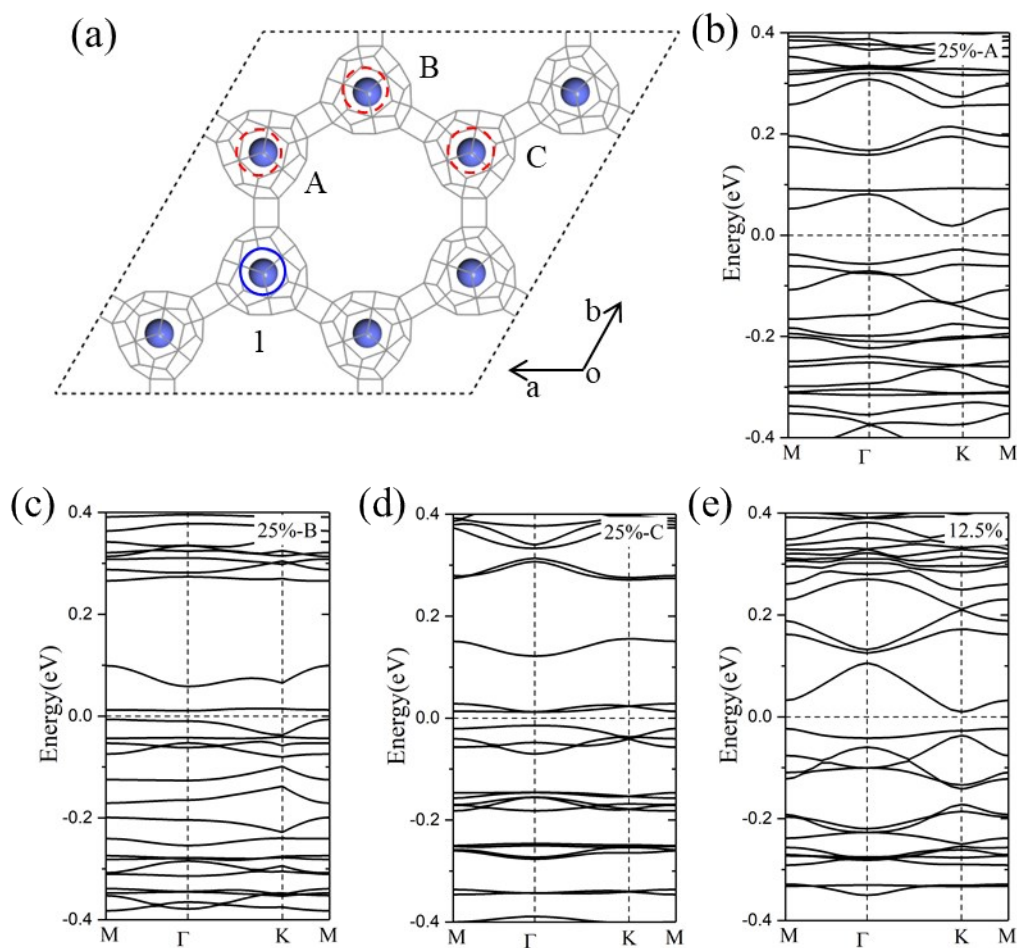 (a)
B
C
A
1
b
a
o
(b)
25%-A
Energy(eV)
0.4
0.2
0.0
-0.2
-0.4
M
Γ
K
M
(c)
25%-B
Energy(eV)
0.4
0.2
0.0
-0.2
-0.4
M
Γ
K
M
(d)
25%-C
Energy(eV)
0.4
0.2
0.0
-0.2
-0.4
M
Γ
K
M
(e)
12.5%
Energy(eV)
0.4
0.2
0.0
-0.2
-0.4
M
Γ
K
M